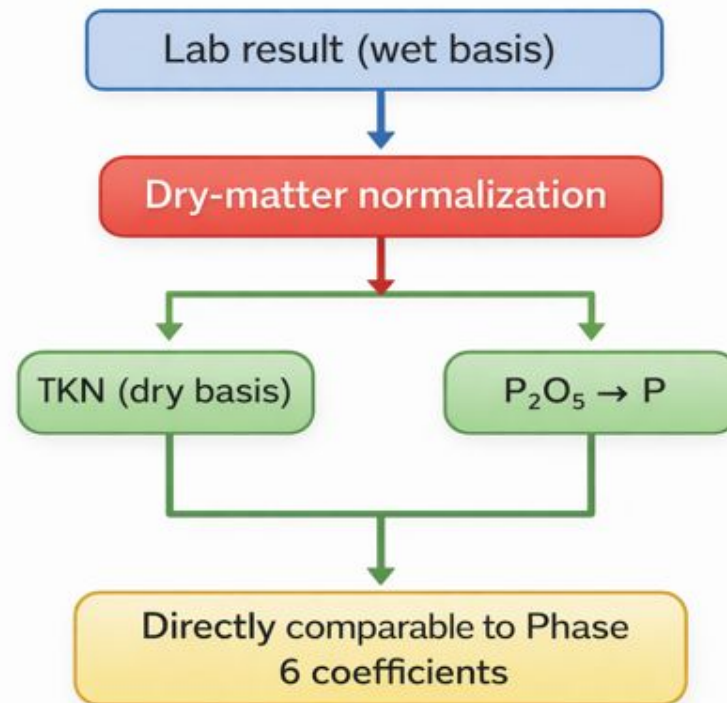 Lab result (wet basis)
Dry-matter normalization
TKN (dry basis)
P₂O₅ → P
Directly comparable to Phase
6 coefficients